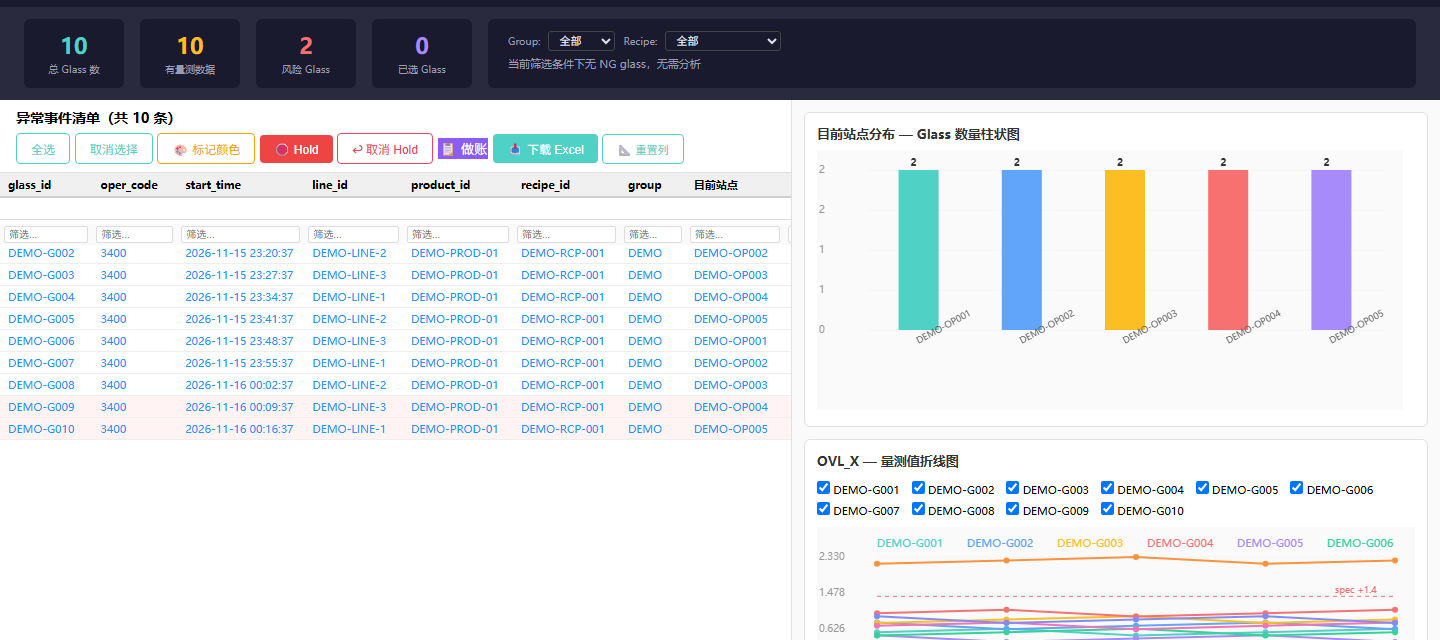 10
总 Glass 数
10
有量测数据
2
风险 Glass
0
已选 Glass
Group: 全部 Recipe: 全部
当前筛选条件下无 NG glass，无需分析
异常事件清单（共 10 条）
全选 取消选择 标记颜色 Hold 取消 Hold 做账 下载 Excel 重置列
glass_id oper_code start_time line_id product_id recipe_id group 目前站点
筛选... 筛选... 筛选... 筛选... 筛选... 筛选... 筛选... 筛选...
DEMO-G002 3400 2026-11-15 23:20:37 DEMO-LINE-2 DEMO-PROD-01 DEMO-RCP-001 DEMO DEMO-OP002
DEMO-G003 3400 2026-11-15 23:27:37 DEMO-LINE-3 DEMO-PROD-01 DEMO-RCP-001 DEMO DEMO-OP003
DEMO-G004 3400 2026-11-15 23:34:37 DEMO-LINE-1 DEMO-PROD-01 DEMO-RCP-001 DEMO DEMO-OP004
DEMO-G005 3400 2026-11-15 23:41:37 DEMO-LINE-2 DEMO-PROD-01 DEMO-RCP-001 DEMO DEMO-OP005
DEMO-G006 3400 2026-11-15 23:48:37 DEMO-LINE-3 DEMO-PROD-01 DEMO-RCP-001 DEMO DEMO-OP001
DEMO-G007 3400 2026-11-15 23:55:37 DEMO-LINE-1 DEMO-PROD-01 DEMO-RCP-001 DEMO DEMO-OP002
DEMO-G008 3400 2026-11-16 00:02:37 DEMO-LINE-2 DEMO-PROD-01 DEMO-RCP-001 DEMO DEMO-OP003
DEMO-G009 3400 2026-11-16 00:09:37 DEMO-LINE-3 DEMO-PROD-01 DEMO-RCP-001 DEMO DEMO-OP004
DEMO-G010 3400 2026-11-16 00:16:37 DEMO-LINE-1 DEMO-PROD-01 DEMO-RCP-001 DEMO DEMO-OP005
目前站点分布 — Glass 数量柱状图
2 2 2 2 2
2
2
1
1
0
DEMO-OP001 DEMO-OP002 DEMO-OP003 DEMO-OP004 DEMO-OP005
OVL_X — 量测值折线图
DEMO-G001 DEMO-G002 DEMO-G003 DEMO-G004 DEMO-G005 DEMO-G006
DEMO-G007 DEMO-G008 DEMO-G009 DEMO-G010
DEMO-G001 DEMO-G002 DEMO-G003 DEMO-G004 DEMO-G005 DEMO-G006
2.330
spec +1.4
1.478
0.626